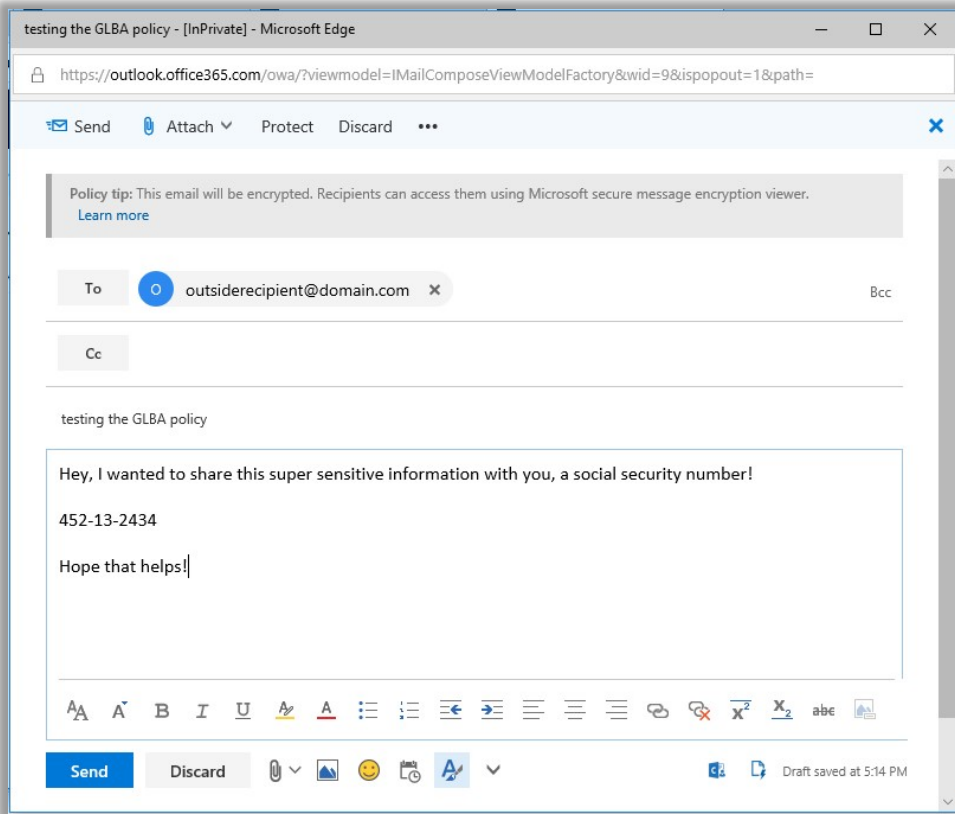 testing the GLBA policy - [InPrivate] - Microsoft Edge
https://outlook.office365.com/owa/?viewmodel=IMailComposeViewModelFactory&wid=9&ispopout=1&path=
Send Attach Protect Discard •••
Policy tip: This email will be encrypted. Recipients can access them using Microsoft secure message encryption viewer.
Learn more
To O outsiderecipient@domain.com Bcc
Cc
testing the GLBA policy
Hey, I wanted to share this super sensitive information with you, a social security number!
452-13-2434
Hope that helps!
AA A B I U A A x² X₂ abc
Send Discard Draft saved at 5:14 PM